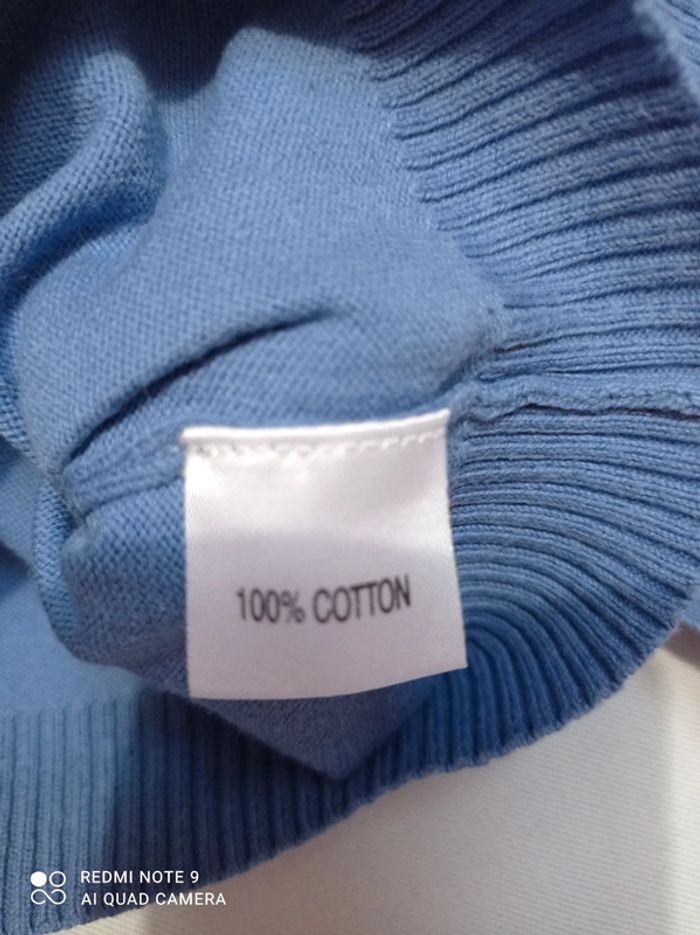 100% COTTON
REDMI NOTE 9
AI QUAD CAMERA